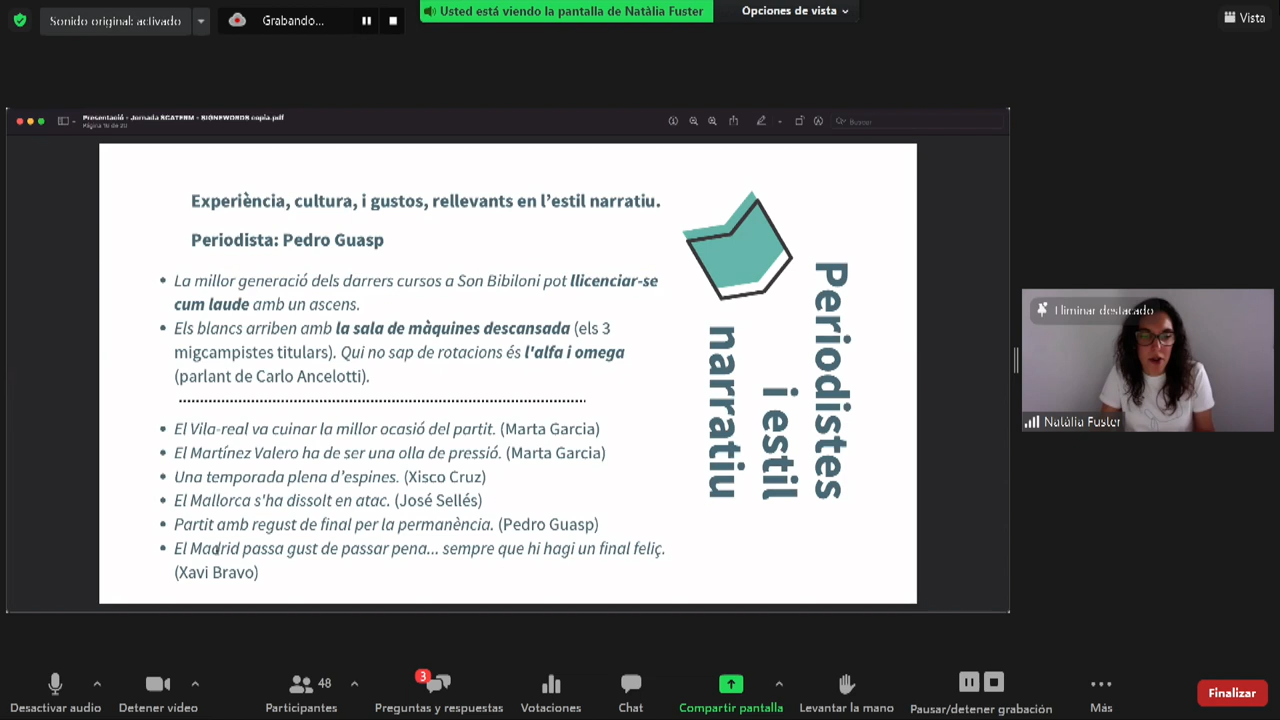 Sonido original: activado
Grabando...
Usted está viendo la pantalla de Natàlia Fuster
Opciones de vista
Vista
Presentació - Jornada SCATERM - SIGNEWORDS copia.pdf
Buscar
Experiència, cultura, i gustos, rellevants en l'estil narratiu.
Periodista: Pedro Guasp
• La millor generació dels darrers cursos a Son Bibiloni pot llicenciar-se
cum laude amb un ascens.
• Els blancs arriben amb la sala de màquines descansada (els 3
migcampistes titulars). Qui no sap de rotacions és l'alfa i omega
(parlant de Carlo Ancelotti).
• El Vila-real va cuinar la millor ocasió del partit. (Marta Garcia)
• El Martínez Valero ha de ser una olla de pressió. (Marta Garcia)
• Una temporada plena d'espines. (Xisco Cruz)
• El Mallorca s'ha dissolt en atac. (José Sellés)
• Partit amb regust de final per la permanència. (Pedro Guasp)
• El Madrid passa gust de passar pena... sempre que hi hagi un final feliç.
(Xavi Bravo)
Periodistes
i estil
narratiu
Eliminar destacado
Natàlia Fuster
Desactivar audio
Detener video
48
Participantes
3
Preguntas y respuestas
Votaciones
Chat
Compartir pantalla
Levantar la mano
Pausar/detener grabación
Más
Finalizar